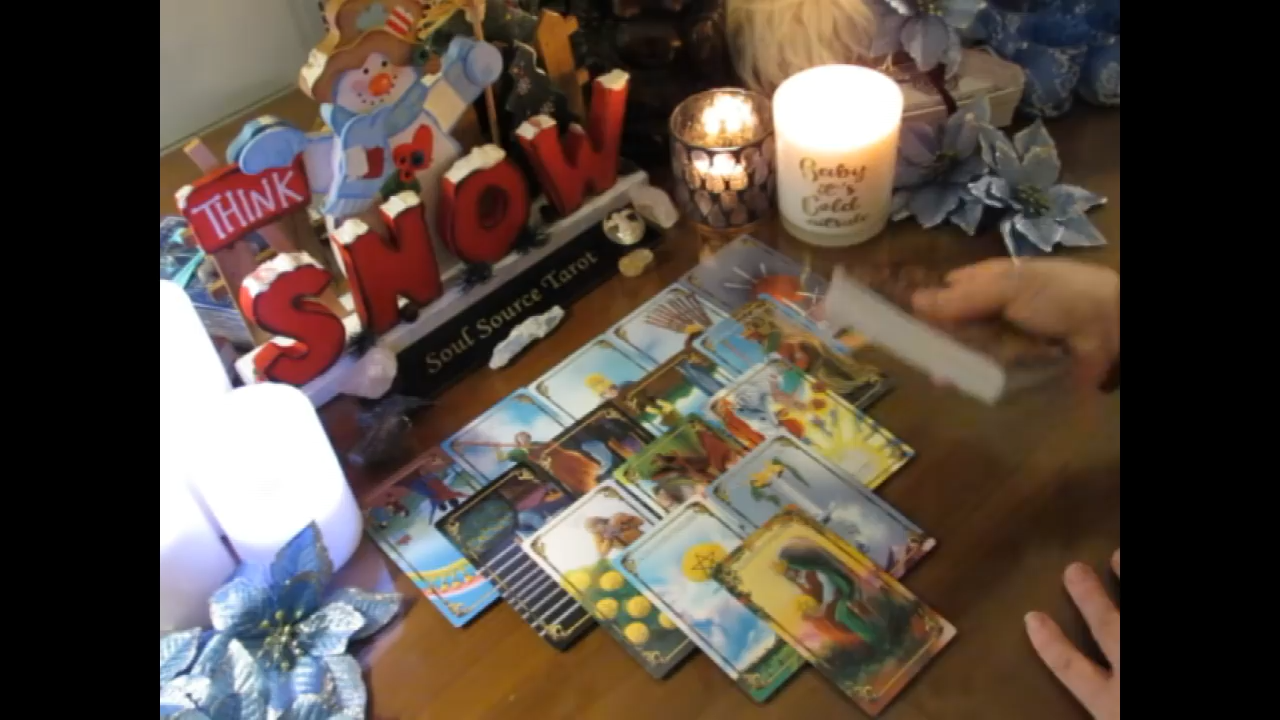 THINK
SNOW
Soul Source Tarot
Baby
it's
Cold
outside